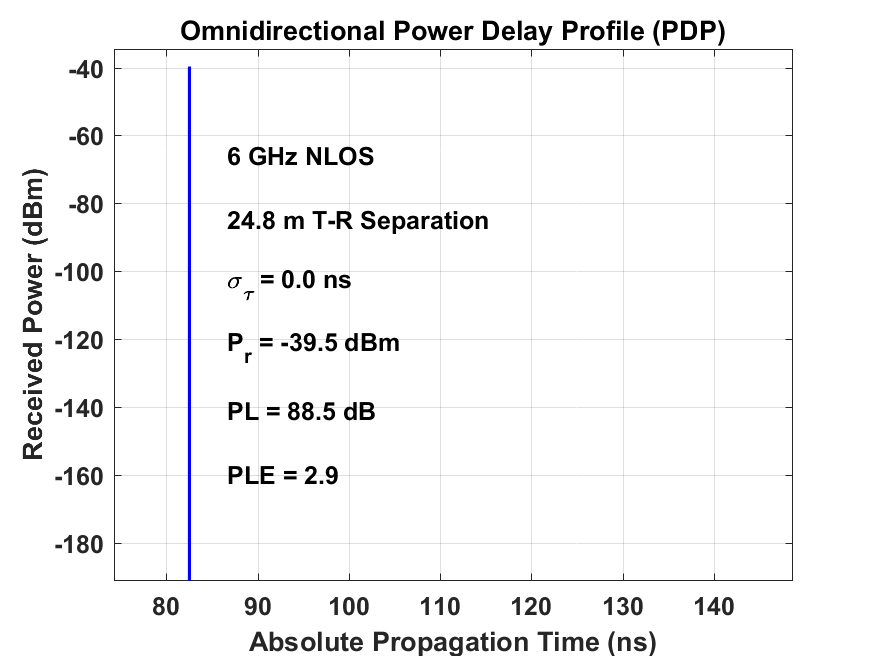 Omnidirectional Power Delay Profile (PDP)
Received Power (dBm)
-40
-60
-80
-100
-120
-140
-160
-180
6 GHz NLOS
24.8 m T-R Separation
σ_τ = 0.0 ns
P_r = -39.5 dBm
PL = 88.5 dB
PLE = 2.9
80 90 100 110 120 130 140
Absolute Propagation Time (ns)